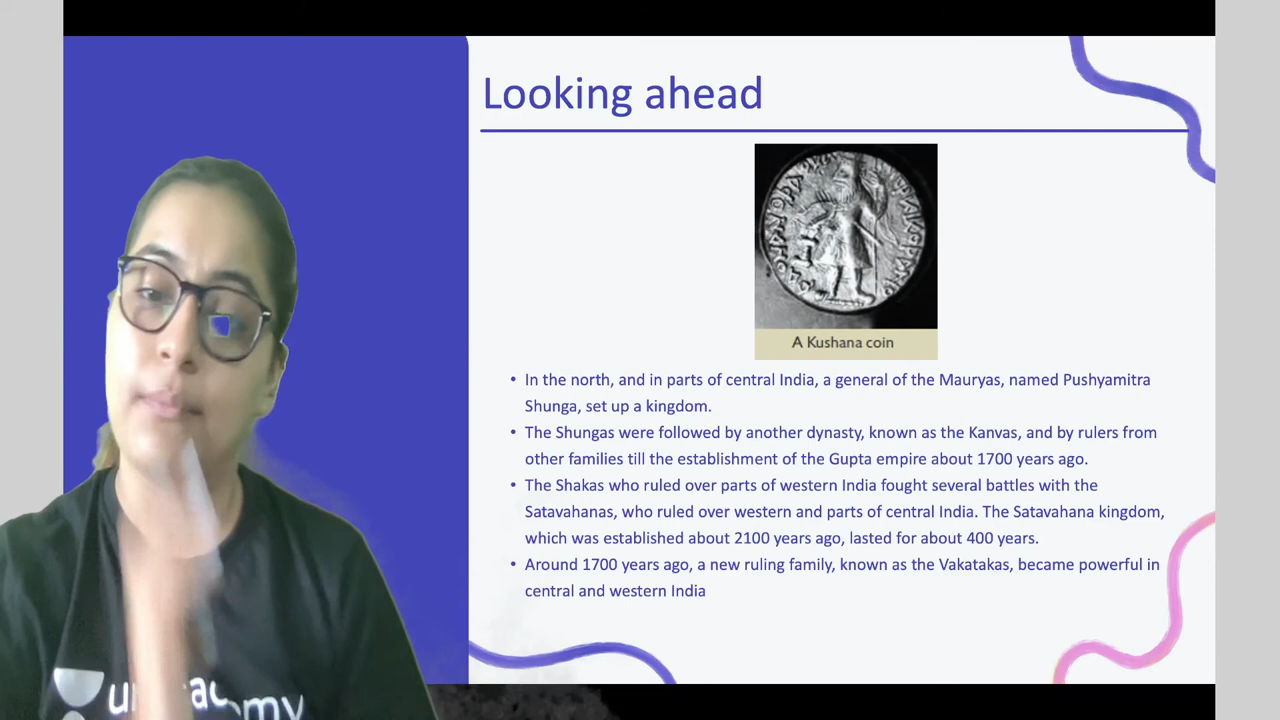 Looking ahead
A Kushana coin
• In the north, and in parts of central India, a general of the Mauryas, named Pushyamitra
Shunga, set up a kingdom.
• The Shungas were followed by another dynasty, known as the Kanvas, and by rulers from
other families till the establishment of the Gupta empire about 1700 years ago.
• The Shakas who ruled over parts of western India fought several battles with the
Satavahanas, who ruled over western and parts of central India. The Satavahana kingdom,
which was established about 2100 years ago, lasted for about 400 years.
• Around 1700 years ago, a new ruling family, known as the Vakatakas, became powerful in
central and western India